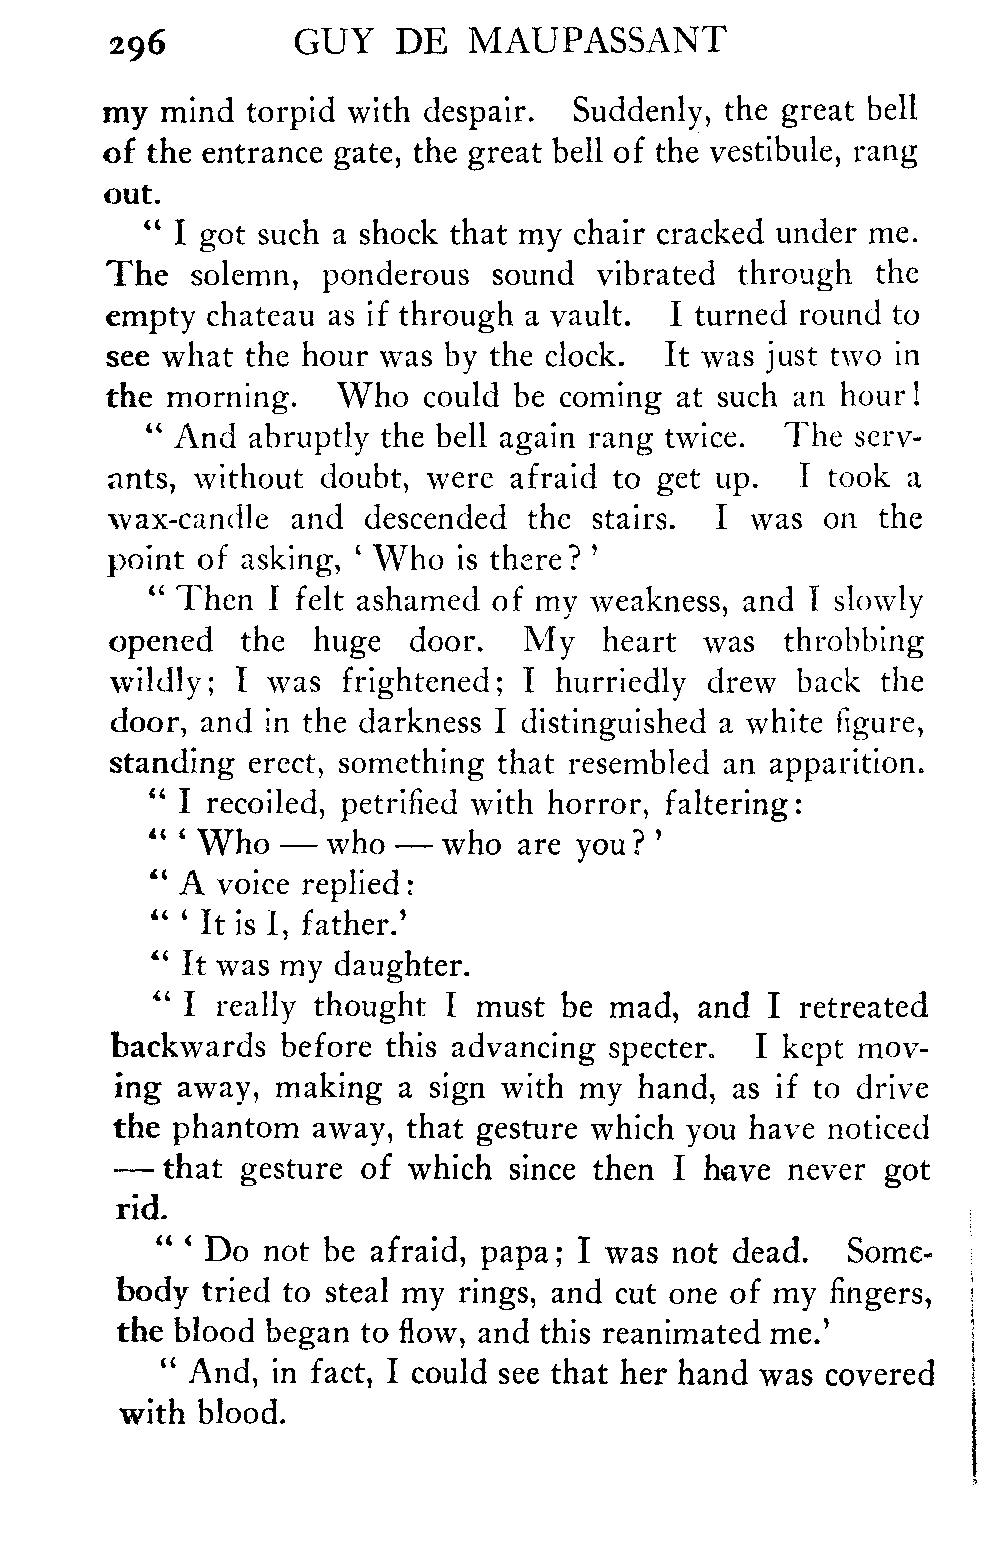 296 GUY DE MAUPASSANT
my mind torpid with despair. Suddenly, the great bell
of the entrance gate, the great bell of the vestibule, rang
out.
“ I got such a shock that my chair cracked under me.
The solemn, ponderous sound vibrated through the
empty chateau as if through a vault. I turned round to
see what the hour was by the clock. It was just two in
the morning. Who could be coming at such an hour!
“ And abruptly the bell again rang twice. The serv-
ants, without doubt, were afraid to get up. I took a
wax-candle and descended the stairs. I was on the
point of asking, ‘ Who is there? ’
“ Then I felt ashamed of my weakness, and I slowly
opened the huge door. My heart was throbbing
wildly; I was frightened; I hurriedly drew back the
door, and in the darkness I distinguished a white figure,
standing erect, something that resembled an apparition.
“ I recoiled, petrified with horror, faltering:
“ ‘ Who — who — who are you? ’
“ A voice replied:
“ ‘ It is I, father.’
“ It was my daughter.
“ I really thought I must be mad, and I retreated
backwards before this advancing specter. I kept mov-
ing away, making a sign with my hand, as if to drive
the phantom away, that gesture which you have noticed
— that gesture of which since then I have never got
rid.
“ ‘ Do not be afraid, papa; I was not dead. Some-
body tried to steal my rings, and cut one of my fingers,
the blood began to flow, and this reanimated me.’
“ And, in fact, I could see that her hand was covered
with blood.